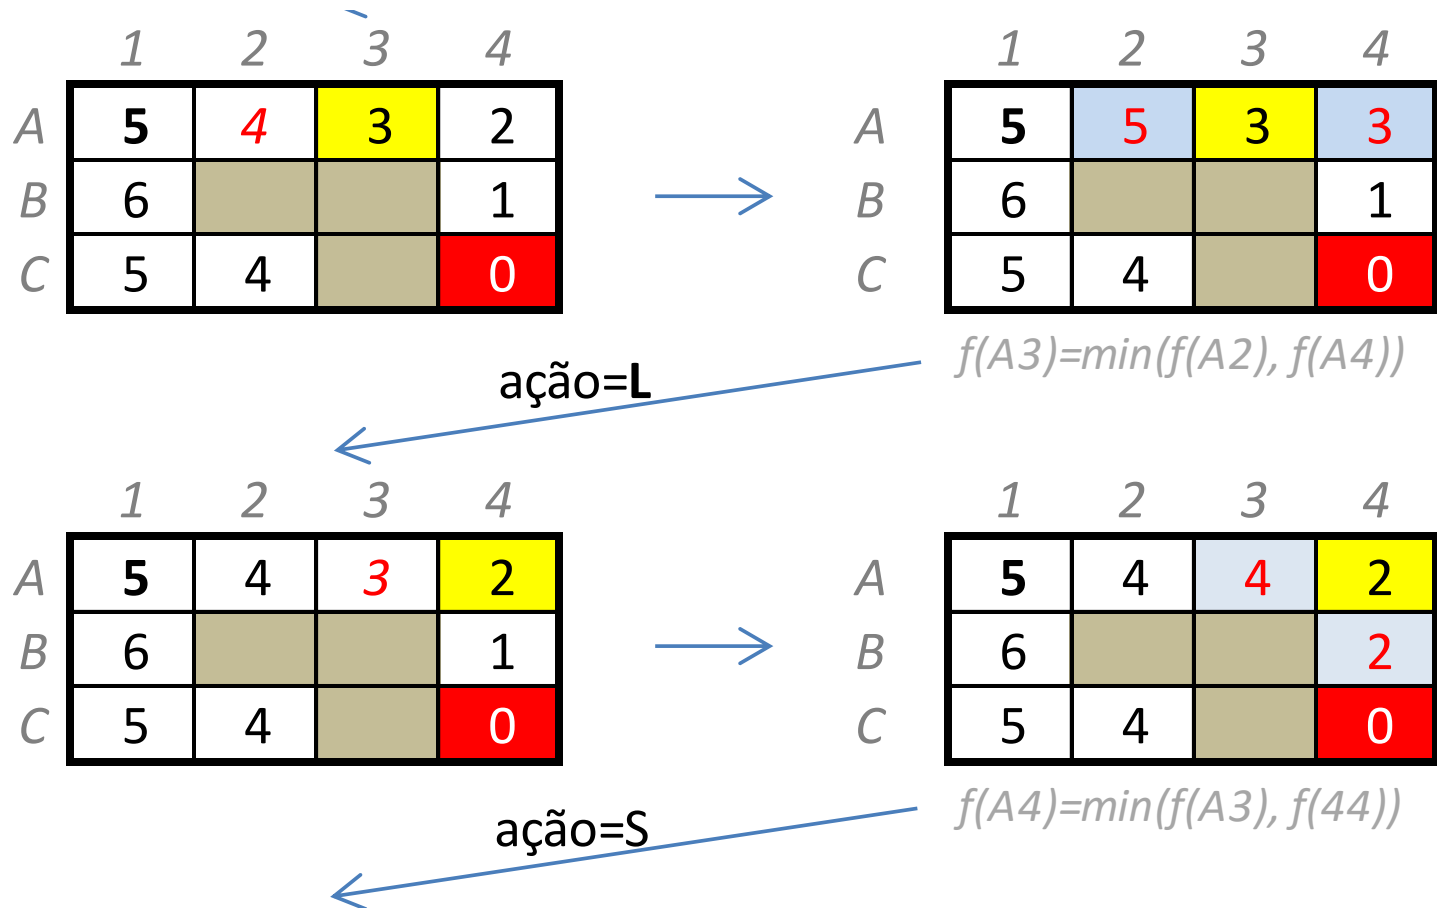 1 2 3 4
A 5 4 3 2
B 6 1
C 5 4 0
1 2 3 4
A 5 5 3 3
B 6 1
C 5 4 0
f(A3)=min(f(A2), f(A4))
ação=L
1 2 3 4
A 5 4 3 2
B 6 1
C 5 4 0
1 2 3 4
A 5 4 4 2
B 6 2
C 5 4 0
f(A4)=min(f(A3), f(44))
ação=S